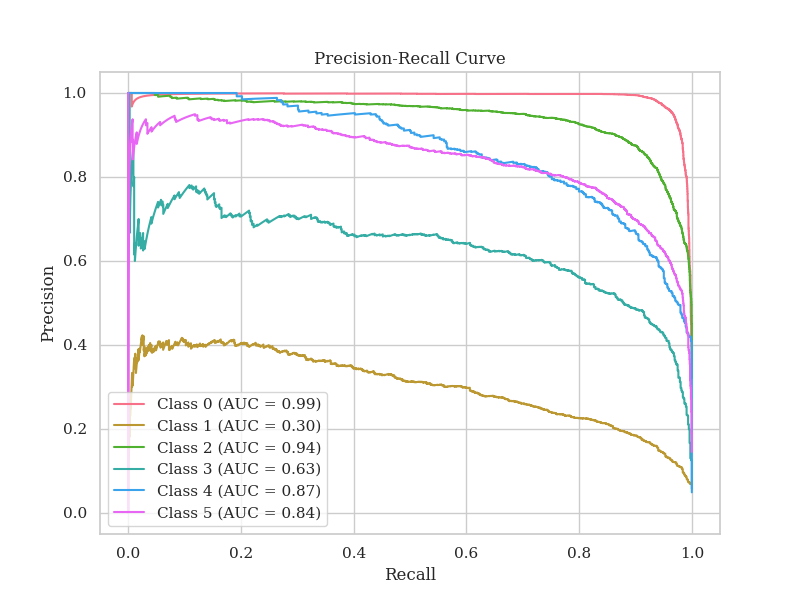 Precision-Recall Curve
Precision
1.0
0.8
0.6
0.4
0.2
0.0
Class 0 (AUC = 0.99)
Class 1 (AUC = 0.30)
Class 2 (AUC = 0.94)
Class 3 (AUC = 0.63)
Class 4 (AUC = 0.87)
Class 5 (AUC = 0.84)
0.0 0.2 0.4 0.6 0.8 1.0
Recall